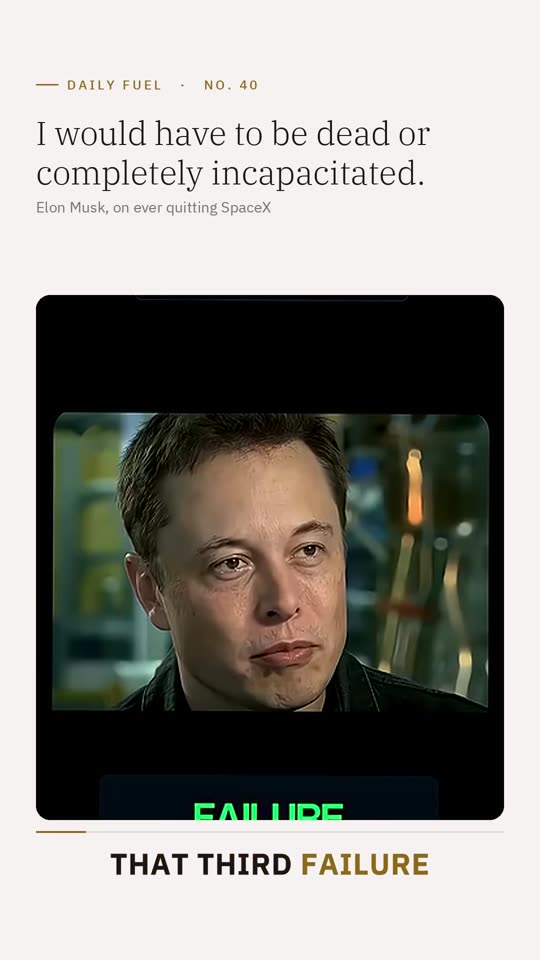 DAILY FUEL · NO. 40
I would have to be dead or
completely incapacitated.
Elon Musk, on ever quitting SpaceX
FAILURE
THAT THIRD FAILURE